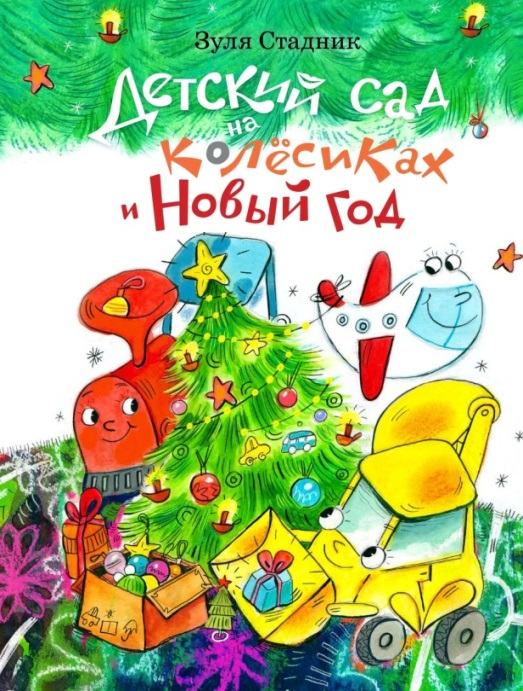 Зуля Стадник
Детский сад
на
колёсиках
и Новый год